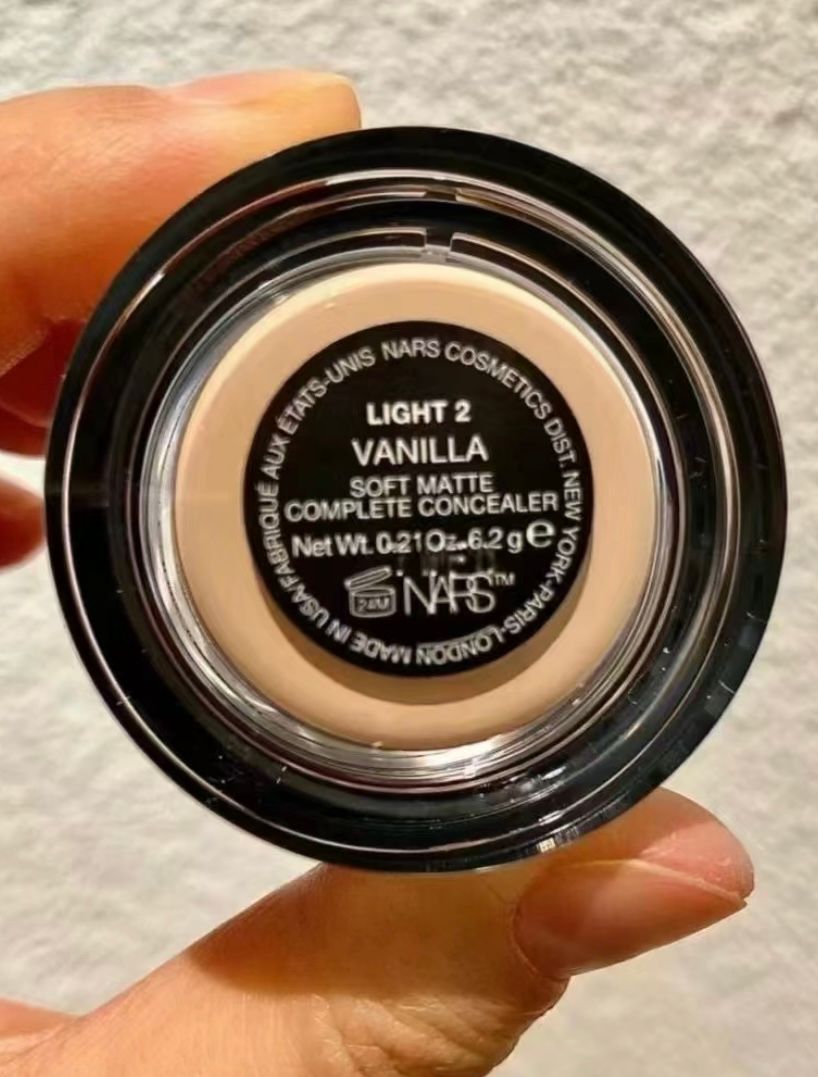 LIGHT 2
VANILLA
SOFT MATTE
COMPLETE CONCEALER
Net Wt. 0.21 Oz. 6.2 g e
24M NARS™
NARS COSMETICS DIST. NEW YORK-PARIS-LONDON MADE IN USA/FABRIQUÉ AUX ÉTATS-UNIS